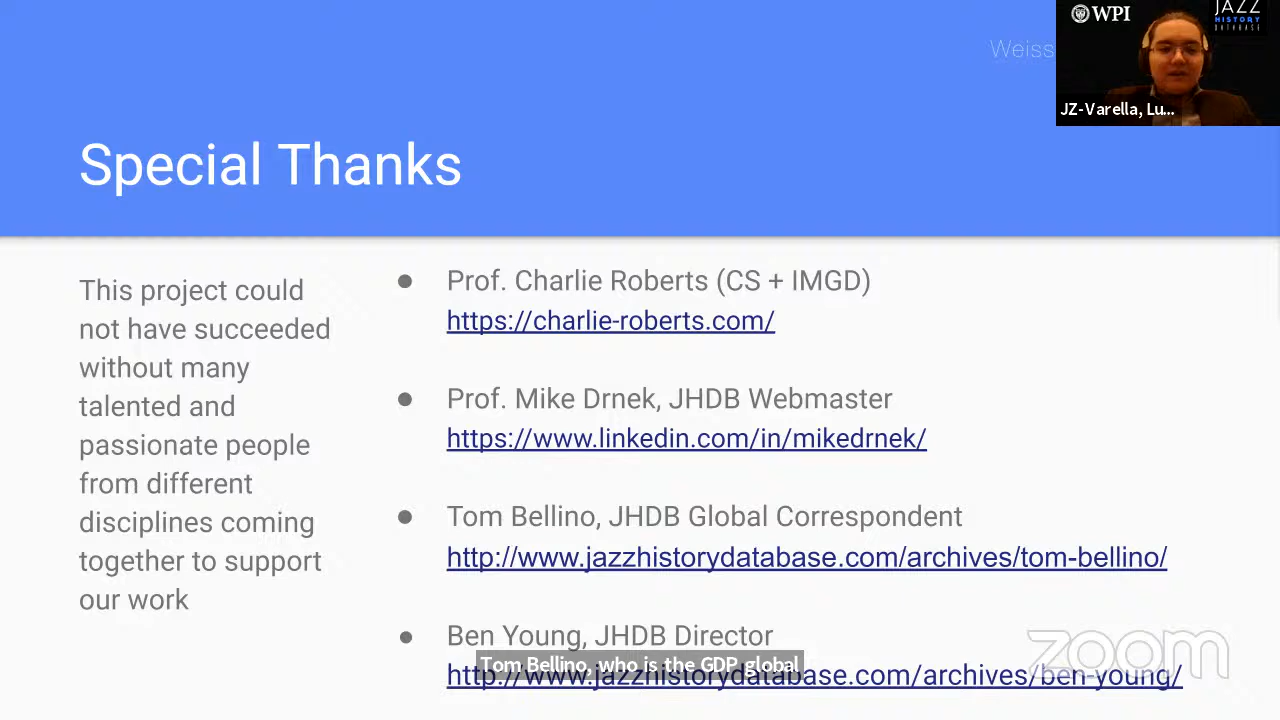 Weiss
WPI
JAZZ
HISTORY
DATABASE
JZ-Varella, Lu...
Special Thanks
This project could
not have succeeded
without many
talented and
passionate people
from different
disciplines coming
together to support
our work
● Prof. Charlie Roberts (CS + IMGD)
https://charlie-roberts.com/
● Prof. Mike Drnek, JHDB Webmaster
https://www.linkedin.com/in/mikedrnek/
● Tom Bellino, JHDB Global Correspondent
http://www.jazzhistorydatabase.com/archives/tom-bellino/
● Ben Young, JHDB Director
http://www.jazzhistorydatabase.com/archives/ben-young/
Tom Bellino, who is the GDP global
zoom